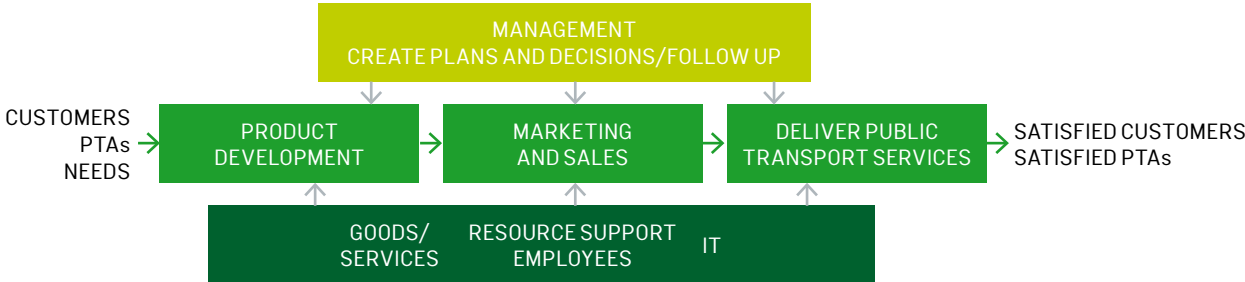 MANAGEMENT
CREATE PLANS AND DECISIONS/FOLLOW UP
CUSTOMERS
PTAs
NEEDS
PRODUCT
DEVELOPMENT
MARKETING
AND SALES
DELIVER PUBLIC
TRANSPORT SERVICES
SATISFIED CUSTOMERS
SATISFIED PTAs
GOODS/
SERVICES
RESOURCE SUPPORT
EMPLOYEES
IT